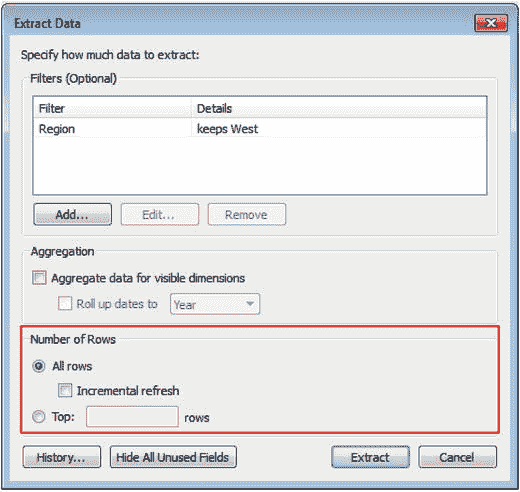 Extract Data
Specify how much data to extract:
Filters (Optional)
Filter Details
Region keeps West
Add... Edit... Remove
Aggregation
Aggregate data for visible dimensions
Roll up dates to Year
Number of Rows
All rows
Incremental refresh
Top: rows
History... Hide All Unused Fields Extract Cancel